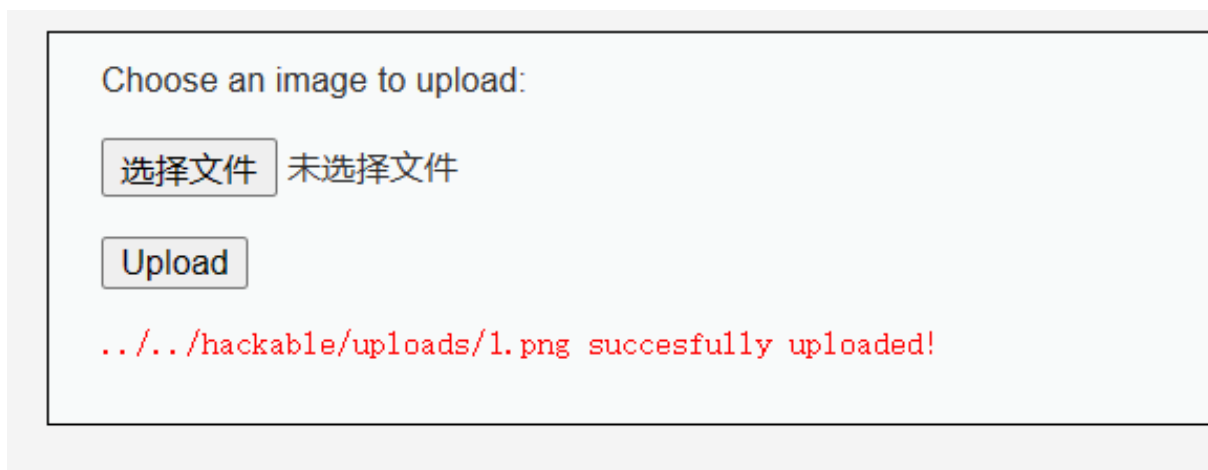 Choose an image to upload:
选择文件 未选择文件
Upload
../../hackable/uploads/1.png succesfully uploaded!